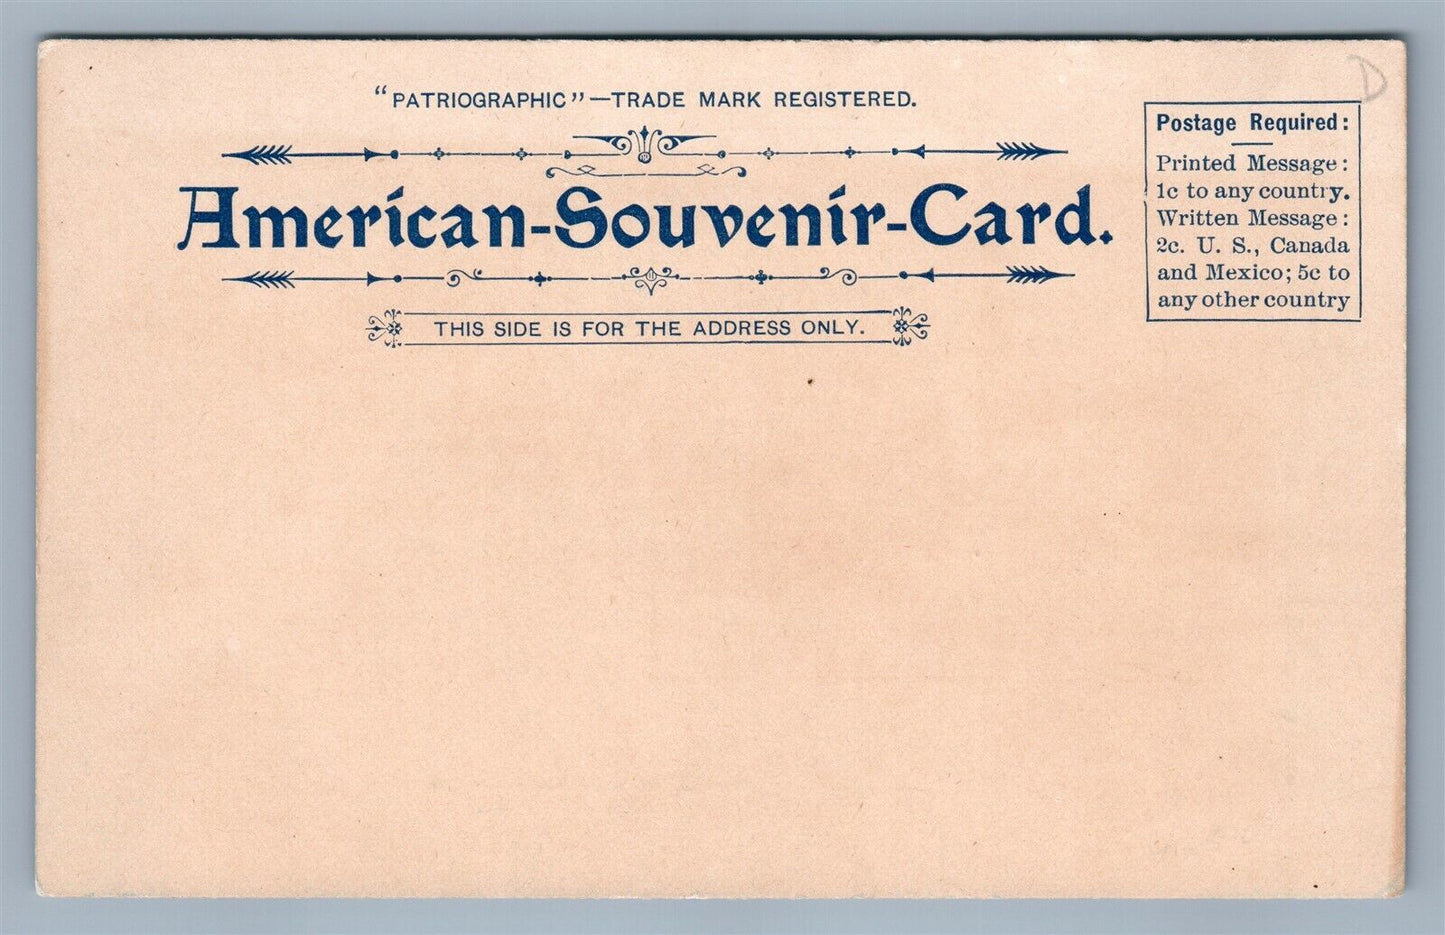 “PATRIOGRAPHIC”—TRADE MARK REGISTERED.
American-Souvenir-Card.
THIS SIDE IS FOR THE ADDRESS ONLY.
Postage Required:
Printed Message:
1c to any country.
Written Message:
2c. U. S., Canada
and Mexico; 5c to
any other country
D